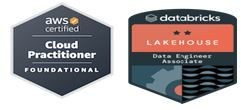 aws
certified
Cloud
Practitioner
FOUNDATIONAL
databricks
LAKEHOUSE
Data Engineer
Associate